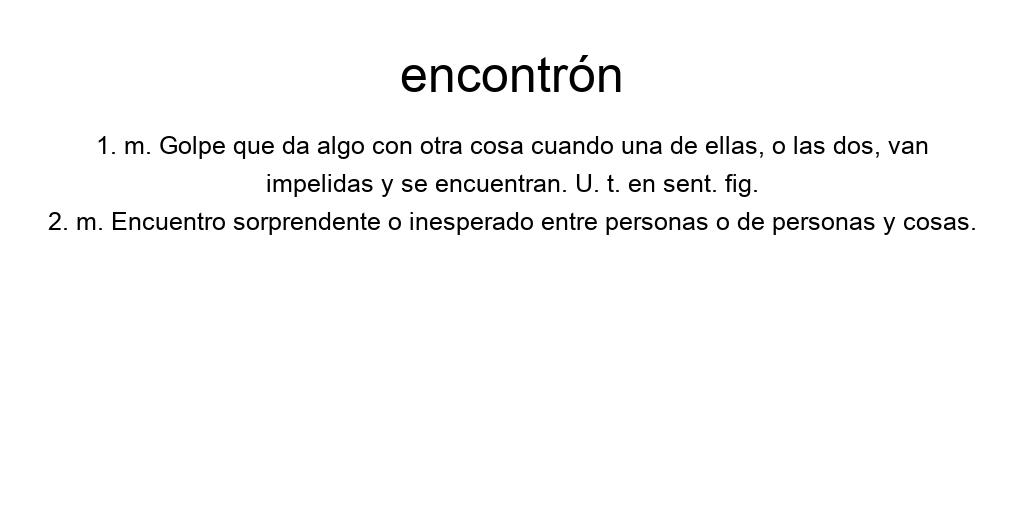 encontrón
1. m. Golpe que da algo con otra cosa cuando una de ellas, o las dos, van
impelidas y se encuentran. U. t. en sent. fig.
2. m. Encuentro sorprendente o inesperado entre personas o de personas y cosas.